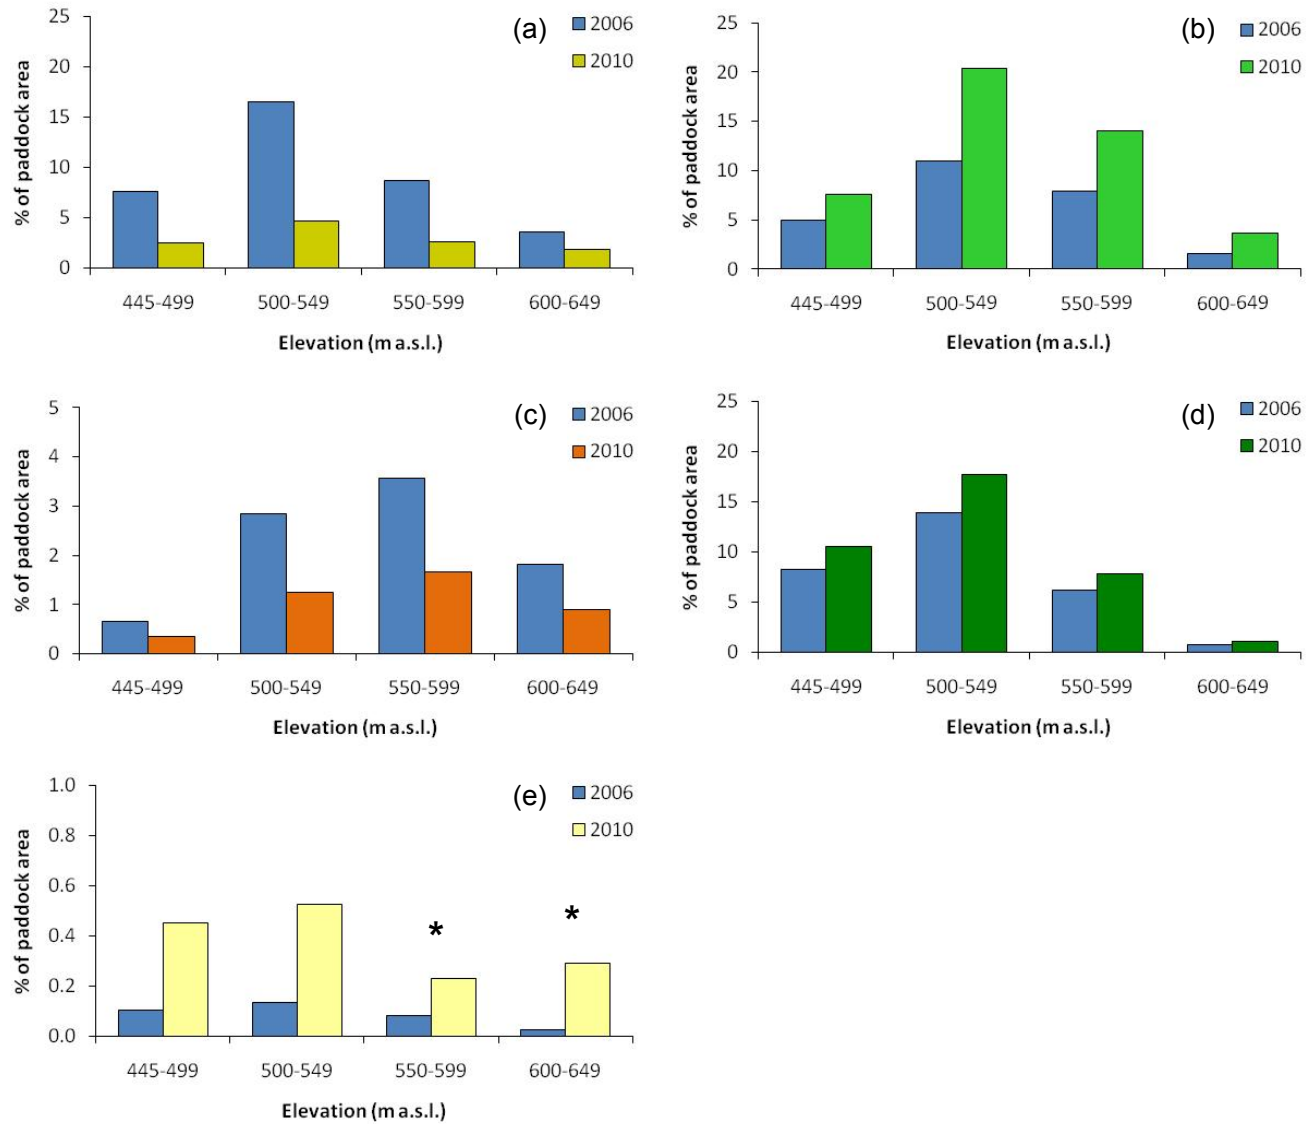 (a)
2006
2010
25
20
15
10
5
0
% of paddock area
445-499 500-549 550-599 600-649
Elevation (m a.s.l.)
(b)
2006
2010
25
20
15
10
5
0
% of paddock area
445-499 550-549 550-599 600-649
Elevation (m a.s.l.)
(c)
2006
2010
5
4
3
2
1
0
% of paddock area
445-499 500-549 550-599 600-649
Elevation (m a.s.l.)
(d)
2006
2010
25
20
15
10
5
0
% of paddock area
445-499 500-549 550-599 600-649
Elevation (m a.s.l.)
(e)
2006
2010
1.0
0.8
0.6
0.4
0.2
0.0
% of paddock area
* *
445-499 500-549 550-599 600-649
Elevation (m a.s.l.)